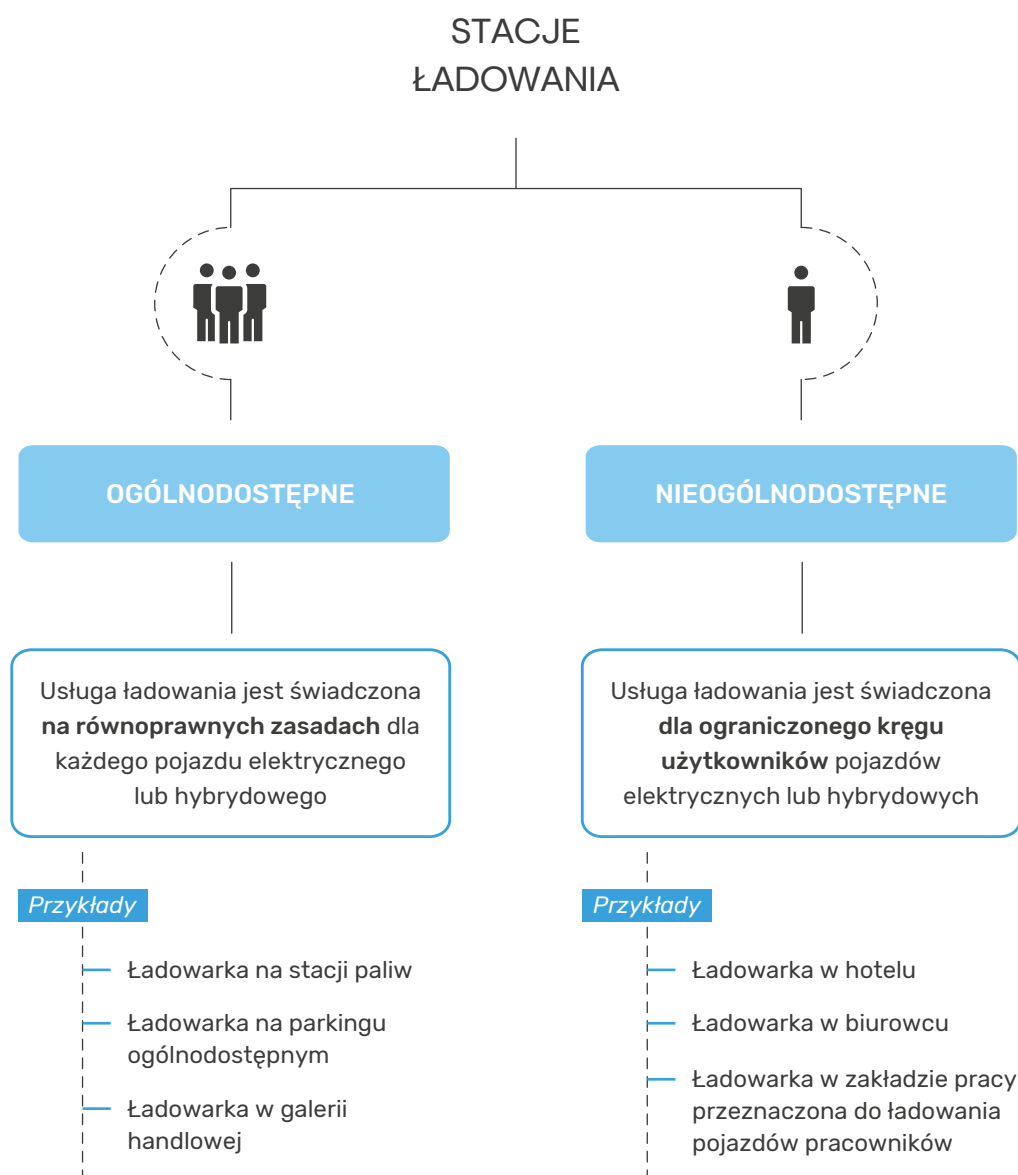 STACJE
ŁADOWANIA
OGÓLNODOSTĘPNE
Usługa ładowania jest świadczona
na równoprawnych zasadach dla
każdego pojazdu elektrycznego
lub hybrydowego
Przykłady
Ładowarka na stacji paliw
Ładowarka na parkingu
ogólnodostępnym
Ładowarka w galerii
handlowej
NIEOGÓLNODOSTĘPNE
Usługa ładowania jest świadczona
dla ograniczonego kręgu
użytkowników pojazdów
elektrycznych lub hybrydowych
Przykłady
Ładowarka w hotelu
Ładowarka w biurowcu
Ładowarka w zakładzie pracy
przeznaczona do ładowania
pojazdów pracowników